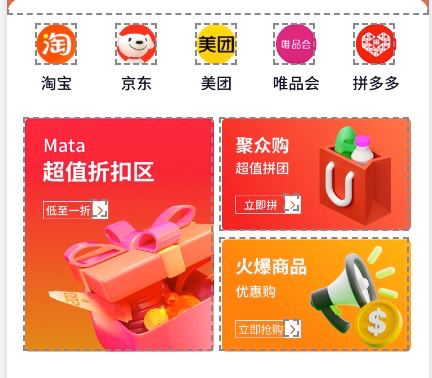 淘
美团
唯品会
淘宝
京东
美团
唯品会
拼多多
Mata
超值折扣区
低至一折
聚众购
超值拼团
立即拼
火爆商品
优惠购
立即抢购
$